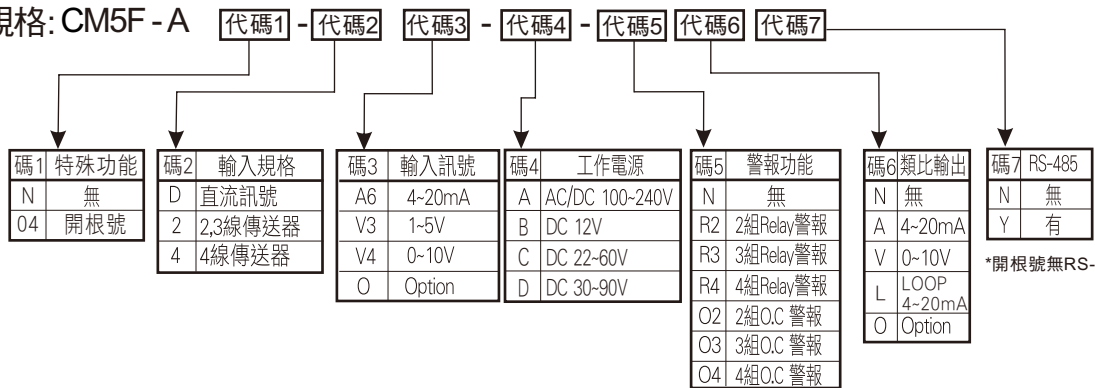 規格: CM5F - A 代碼1 - 代碼2 代碼3 - 代碼4 - 代碼5 代碼6 代碼7
碼1 特殊功能
N 無
04 開根號
碼2 輸入規格
D 直流訊號
2 2,3線傳送器
4 4線傳送器
碼3 輸入訊號
A6 4~20mA
V3 1~5V
V4 0~10V
O Option
碼4 工作電源
A AC/DC 100~240V
B DC 12V
C DC 22~60V
D DC 30~90V
碼5 警報功能
N 無
R2 2組Relay警報
R3 3組Relay警報
R4 4組Relay警報
O2 2組O.C 警報
O3 3組O.C 警報
O4 4組O.C 警報
碼6 類比輸出
N 無
A 4~20mA
V 0~10V
L LOOP
4~20mA
O Option
碼7 RS-485
N 無
Y 有
*開根號無RS-